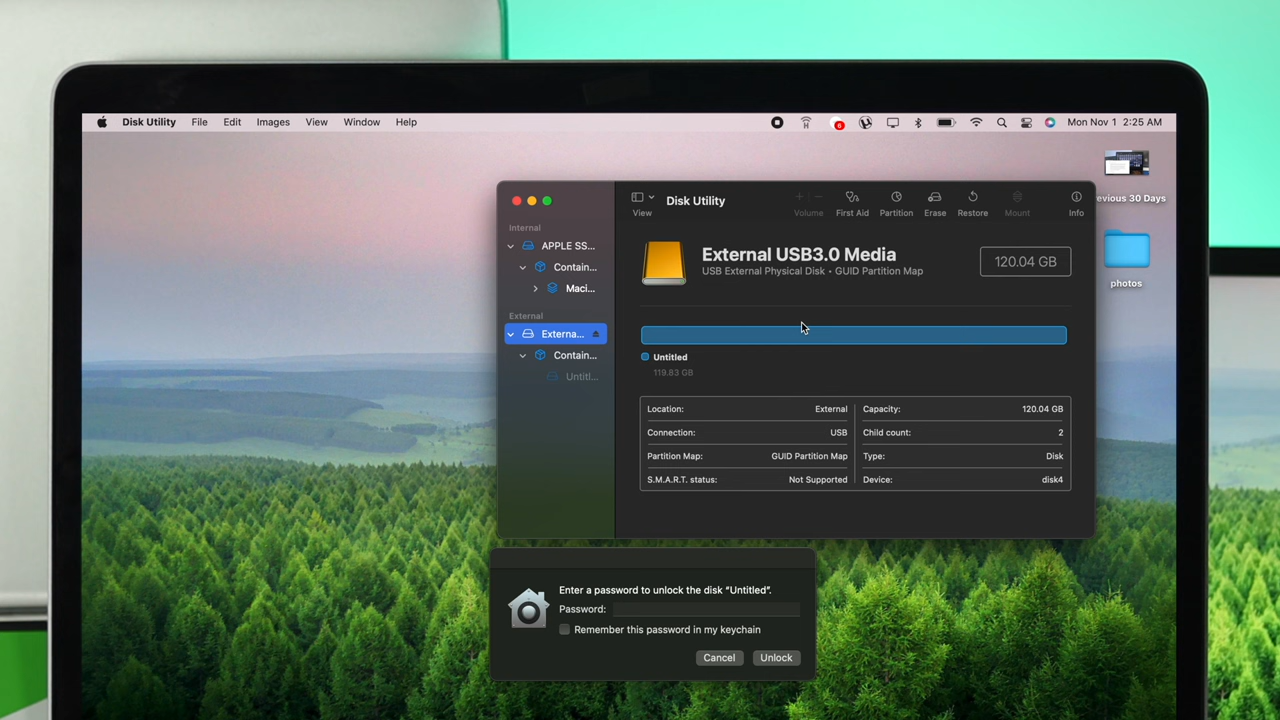 Disk Utility File Edit Images View Window Help
6
Mon Nov 1 2:25 AM
evious 30 Days
photos
Disk Utility
View
Volume First Aid Partition Erase Restore Mount Info
Internal
APPLE SS...
Contain...
Maci...
External
Externa...
Contain...
Untitl...
External USB3.0 Media
USB External Physical Disk • GUID Partition Map
120.04 GB
Untitled
119.83 GB
Location: External Capacity: 120.04 GB
Connection: USB Child count: 2
Partition Map: GUID Partition Map Type: Disk
S.M.A.R.T. status: Not Supported Device: disk4
Enter a password to unlock the disk “Untitled”.
Password:
Remember this password in my keychain
Cancel Unlock